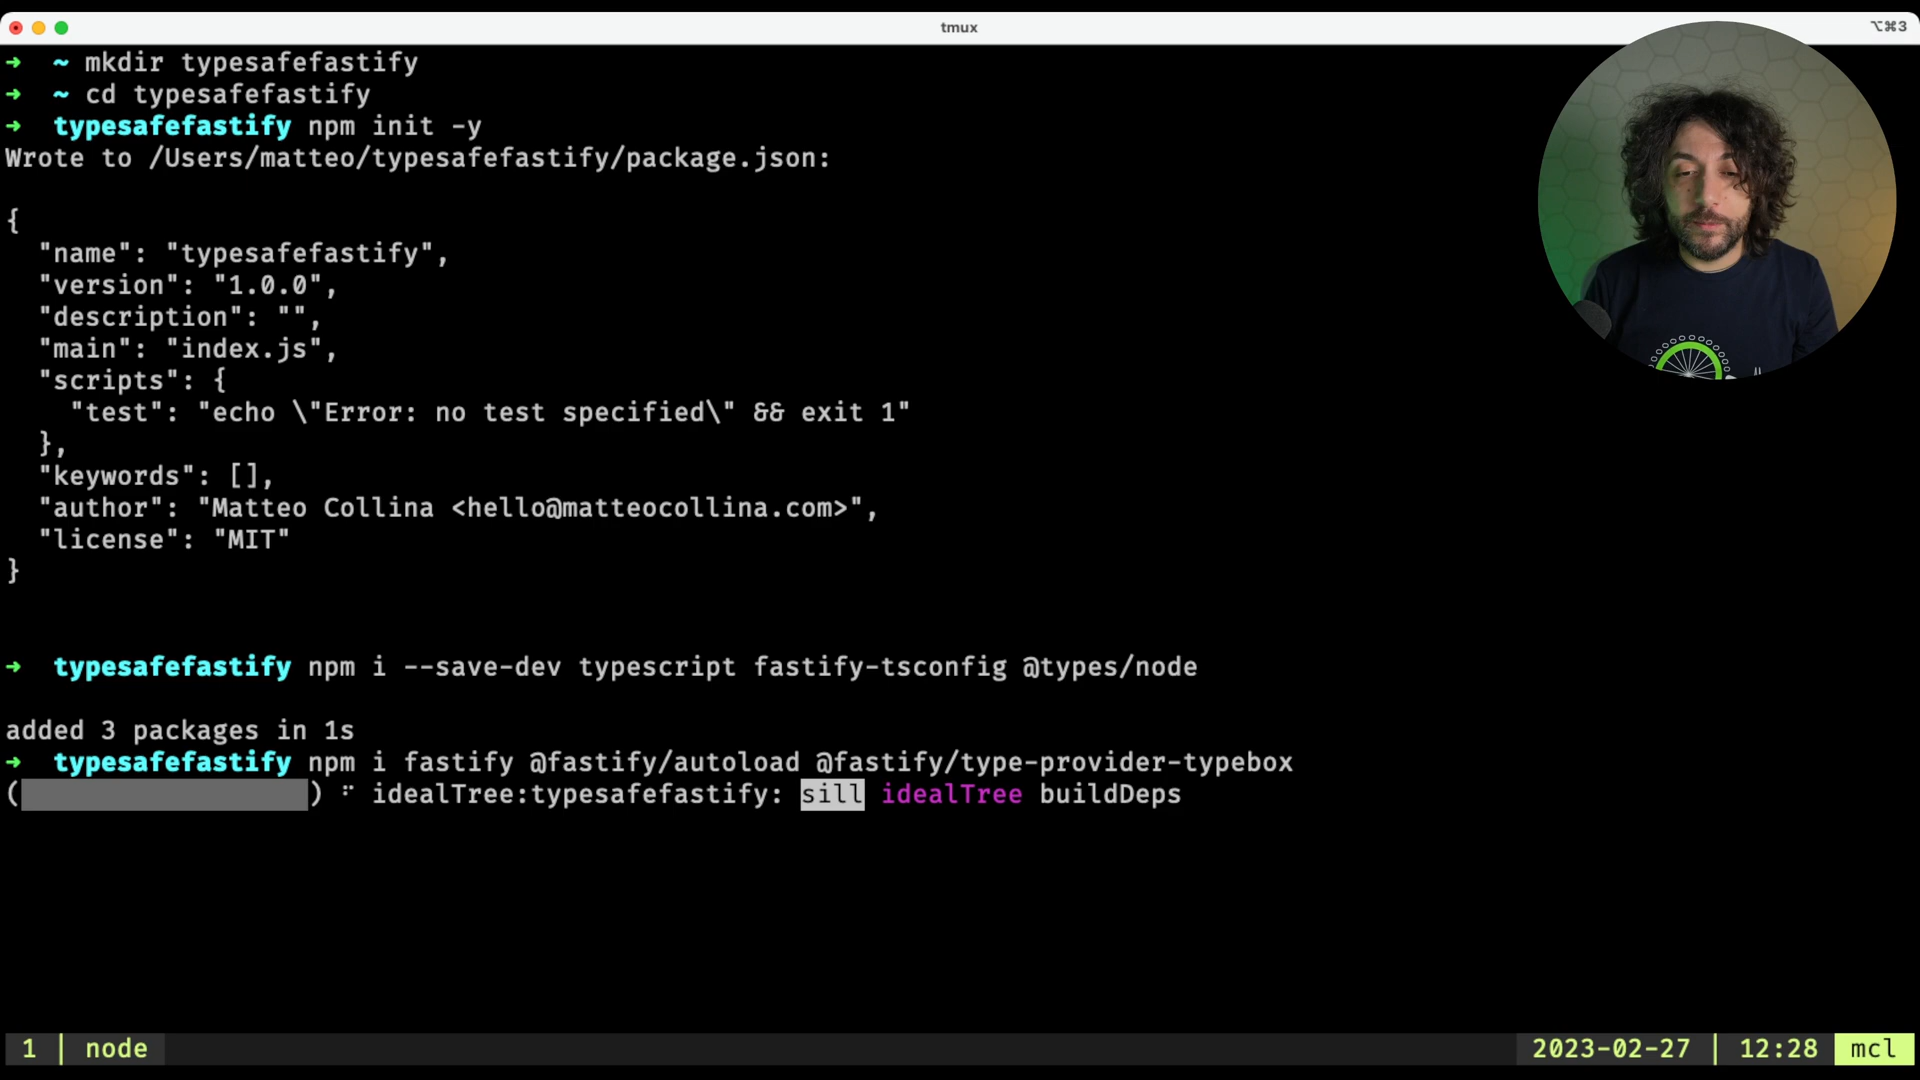 tmux
⌥⌘3
➜ ~ mkdir typesafefastify
➜ ~ cd typesafefastify
➜ typesafefastify npm init -y
Wrote to /Users/matteo/typesafefastify/package.json:
{
  "name": "typesafefastify",
  "version": "1.0.0",
  "description": "",
  "main": "index.js",
  "scripts": {
    "test": "echo \"Error: no test specified\" && exit 1"
  },
  "keywords": [],
  "author": "Matteo Collina <hello@matteocollina.com>",
  "license": "MIT"
}
➜ typesafefastify npm i --save-dev typescript fastify-tsconfig @types/node
added 3 packages in 1s
➜ typesafefastify npm i fastify @fastify/autoload @fastify/type-provider-typebox
( ) ⠋ idealTree:typesafefastify: sill idealTree buildDeps
1 | node 2023-02-27 | 12:28 mcl